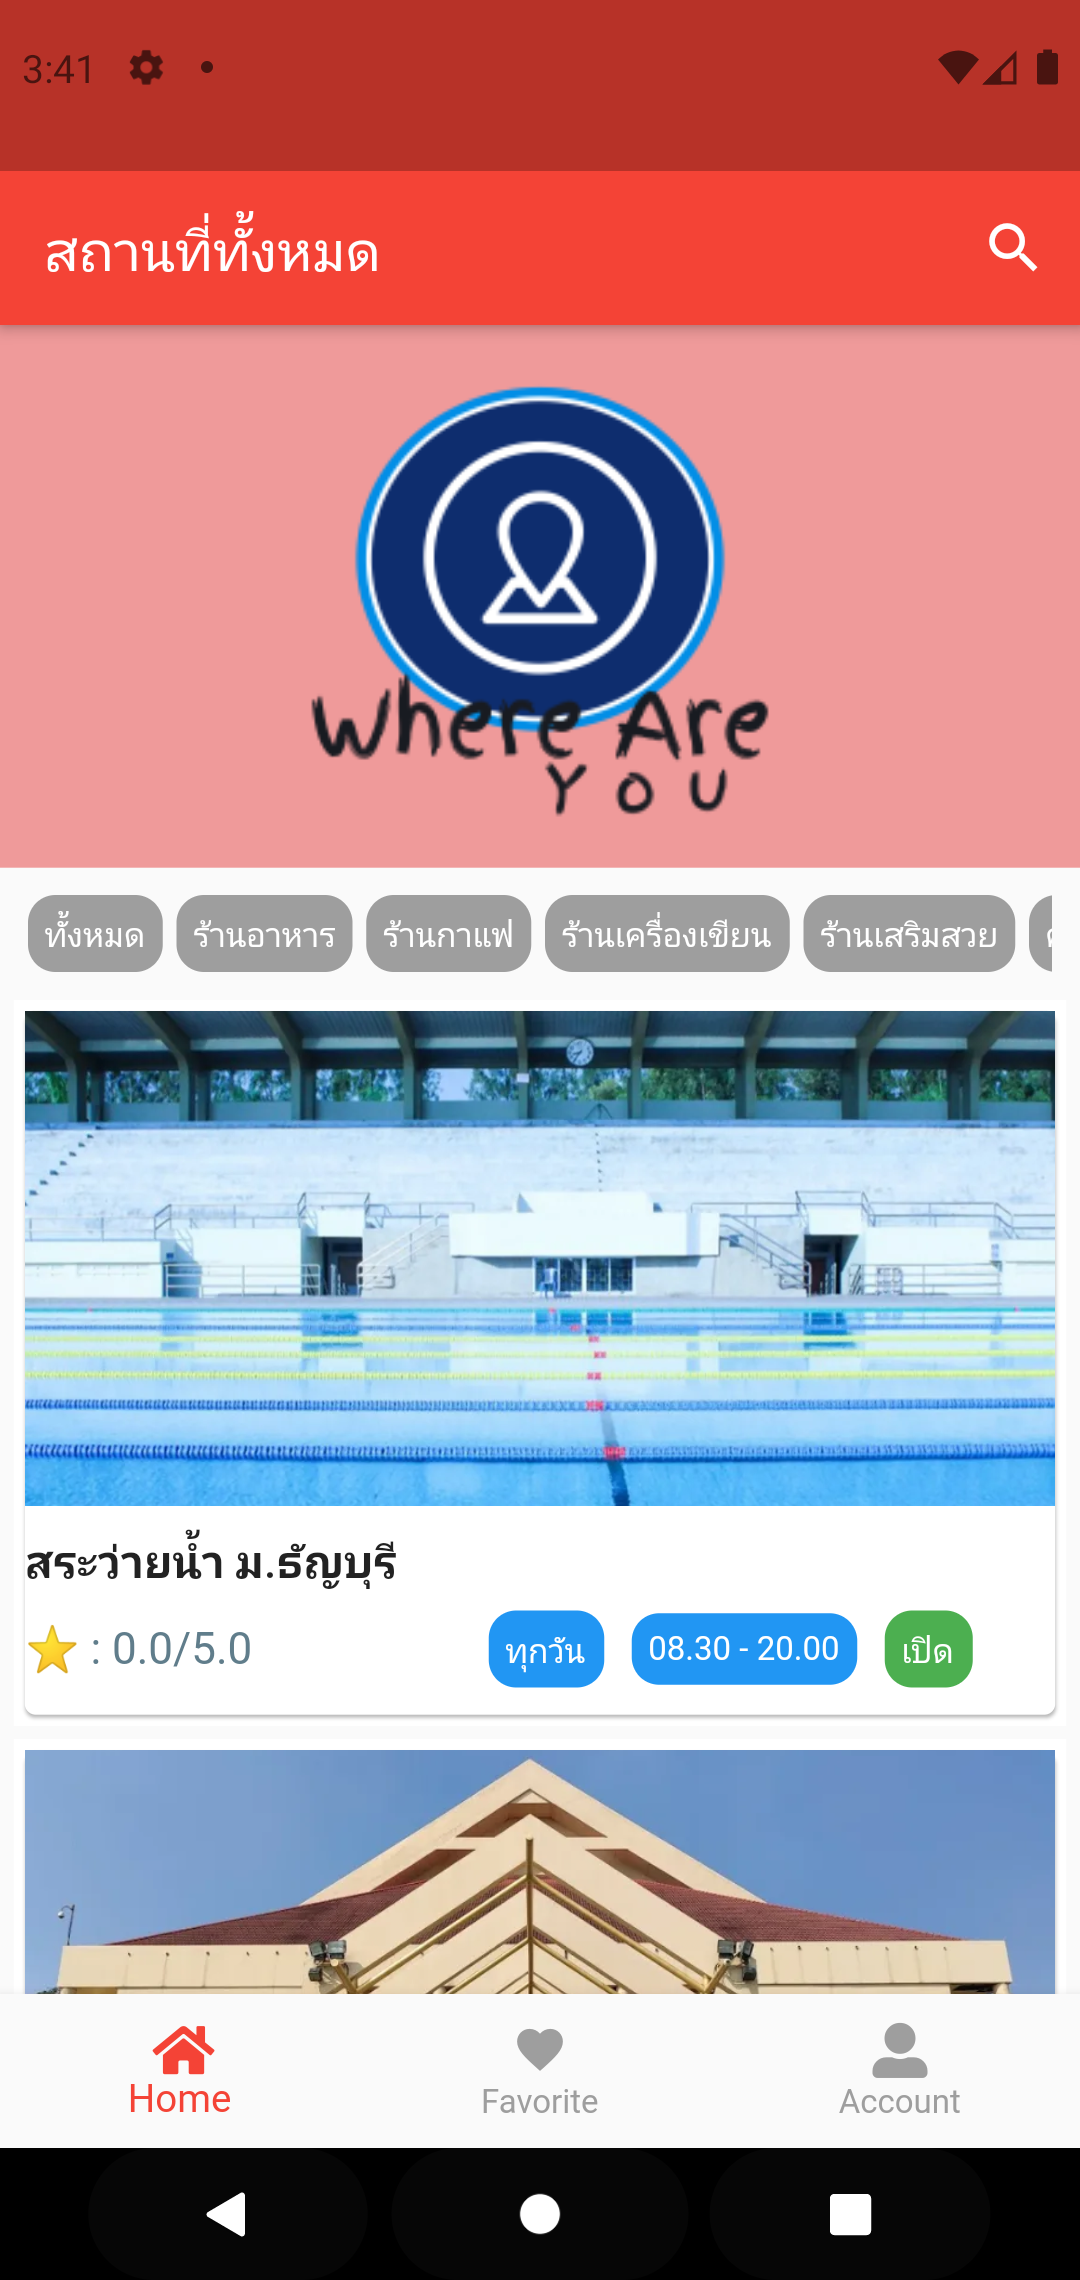 3:41
สถานที่ทั้งหมด
Where Are
YOU
ทั้งหมด ร้านอาหาร ร้านกาแฟ ร้านเครื่องเขียน ร้านเสริมสวย
สระว่ายน้ำ ม.ธัญบุรี
: 0.0/5.0 ทุกวัน 08.30 - 20.00 เปิด
Home Favorite Account